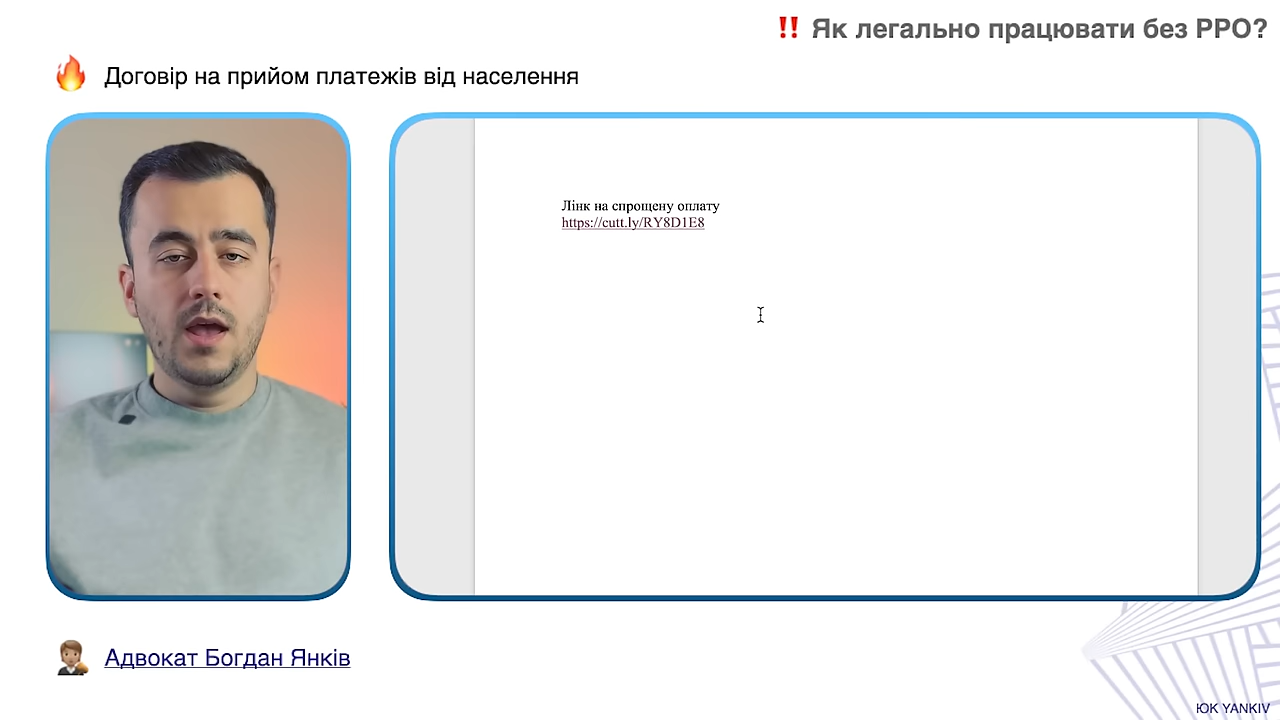 ‼️ Як легально працювати без РРО?
🔥 Договір на прийом платежів від населення
Лінк на спрощену оплату
https://cutt.ly/RY8D1E8
Адвокат Богдан Янків
ЮК YANKIV